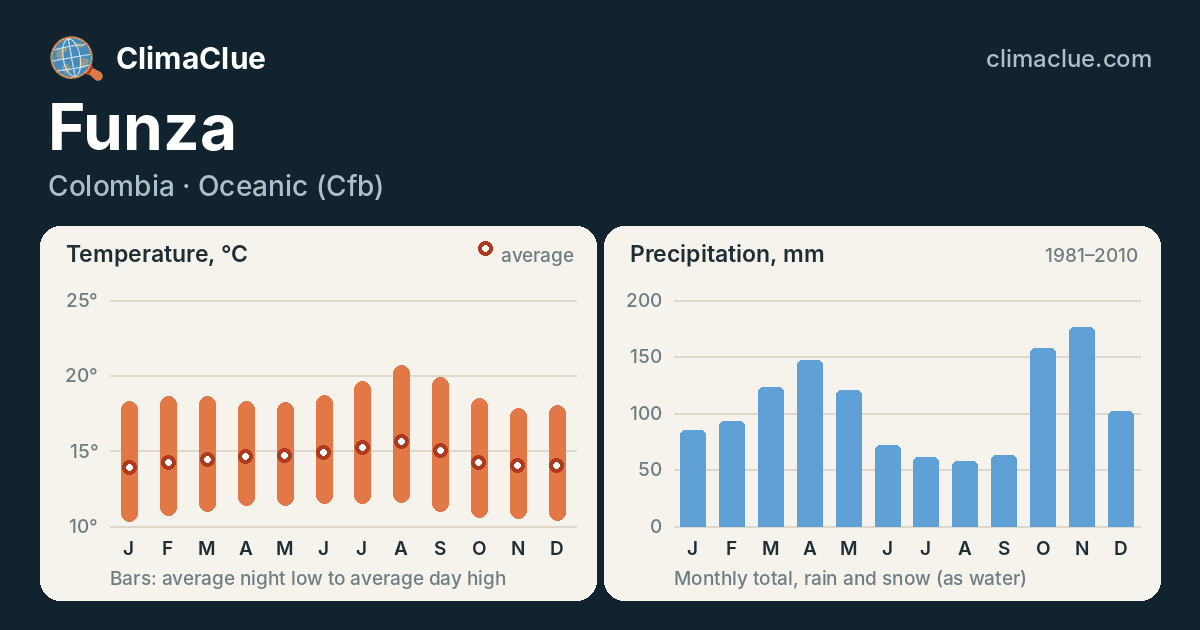 ClimaClue
climaclue.com
Funza
Colombia · Oceanic (Cfb)
Temperature, °C
average
25°
20°
15°
10°
J F M A M J J A S O N D
Bars: average night low to average day high
Precipitation, mm
1981–2010
200
150
100
50
0
J F M A M J J A S O N D
Monthly total, rain and snow (as water)